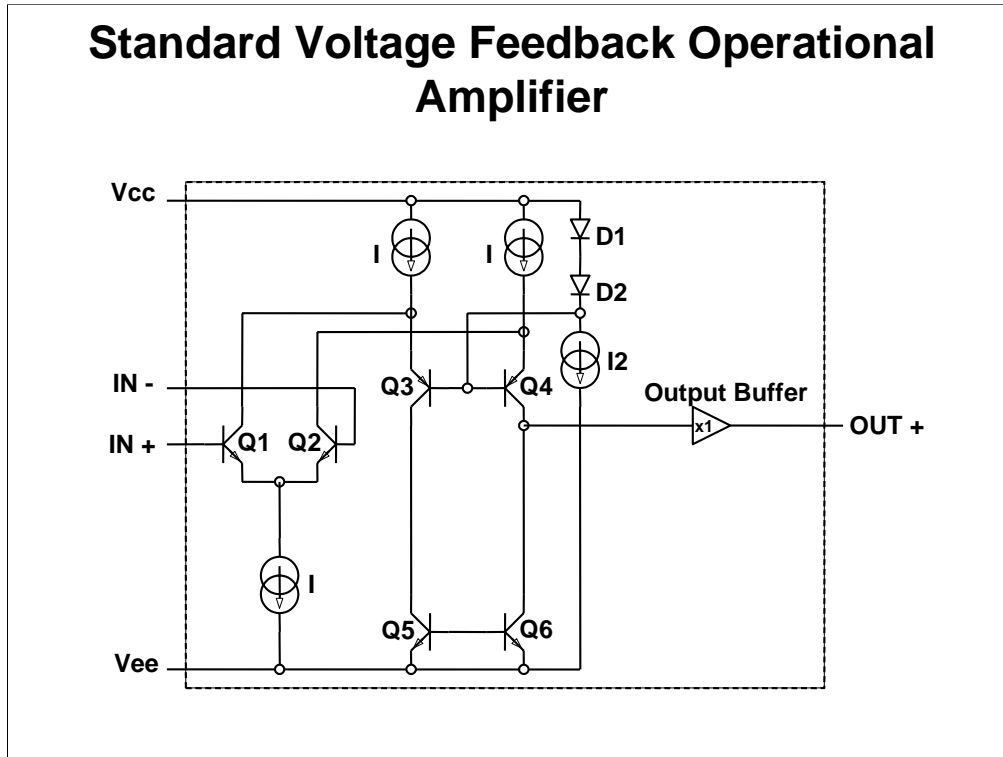 Standard Voltage Feedback Operational
Amplifier
Vcc
I
I
D1
D2
I2
IN -
Q3
Q4
Output Buffer
x1
OUT +
IN +
Q1
Q2
I
Q5
Q6
Vee